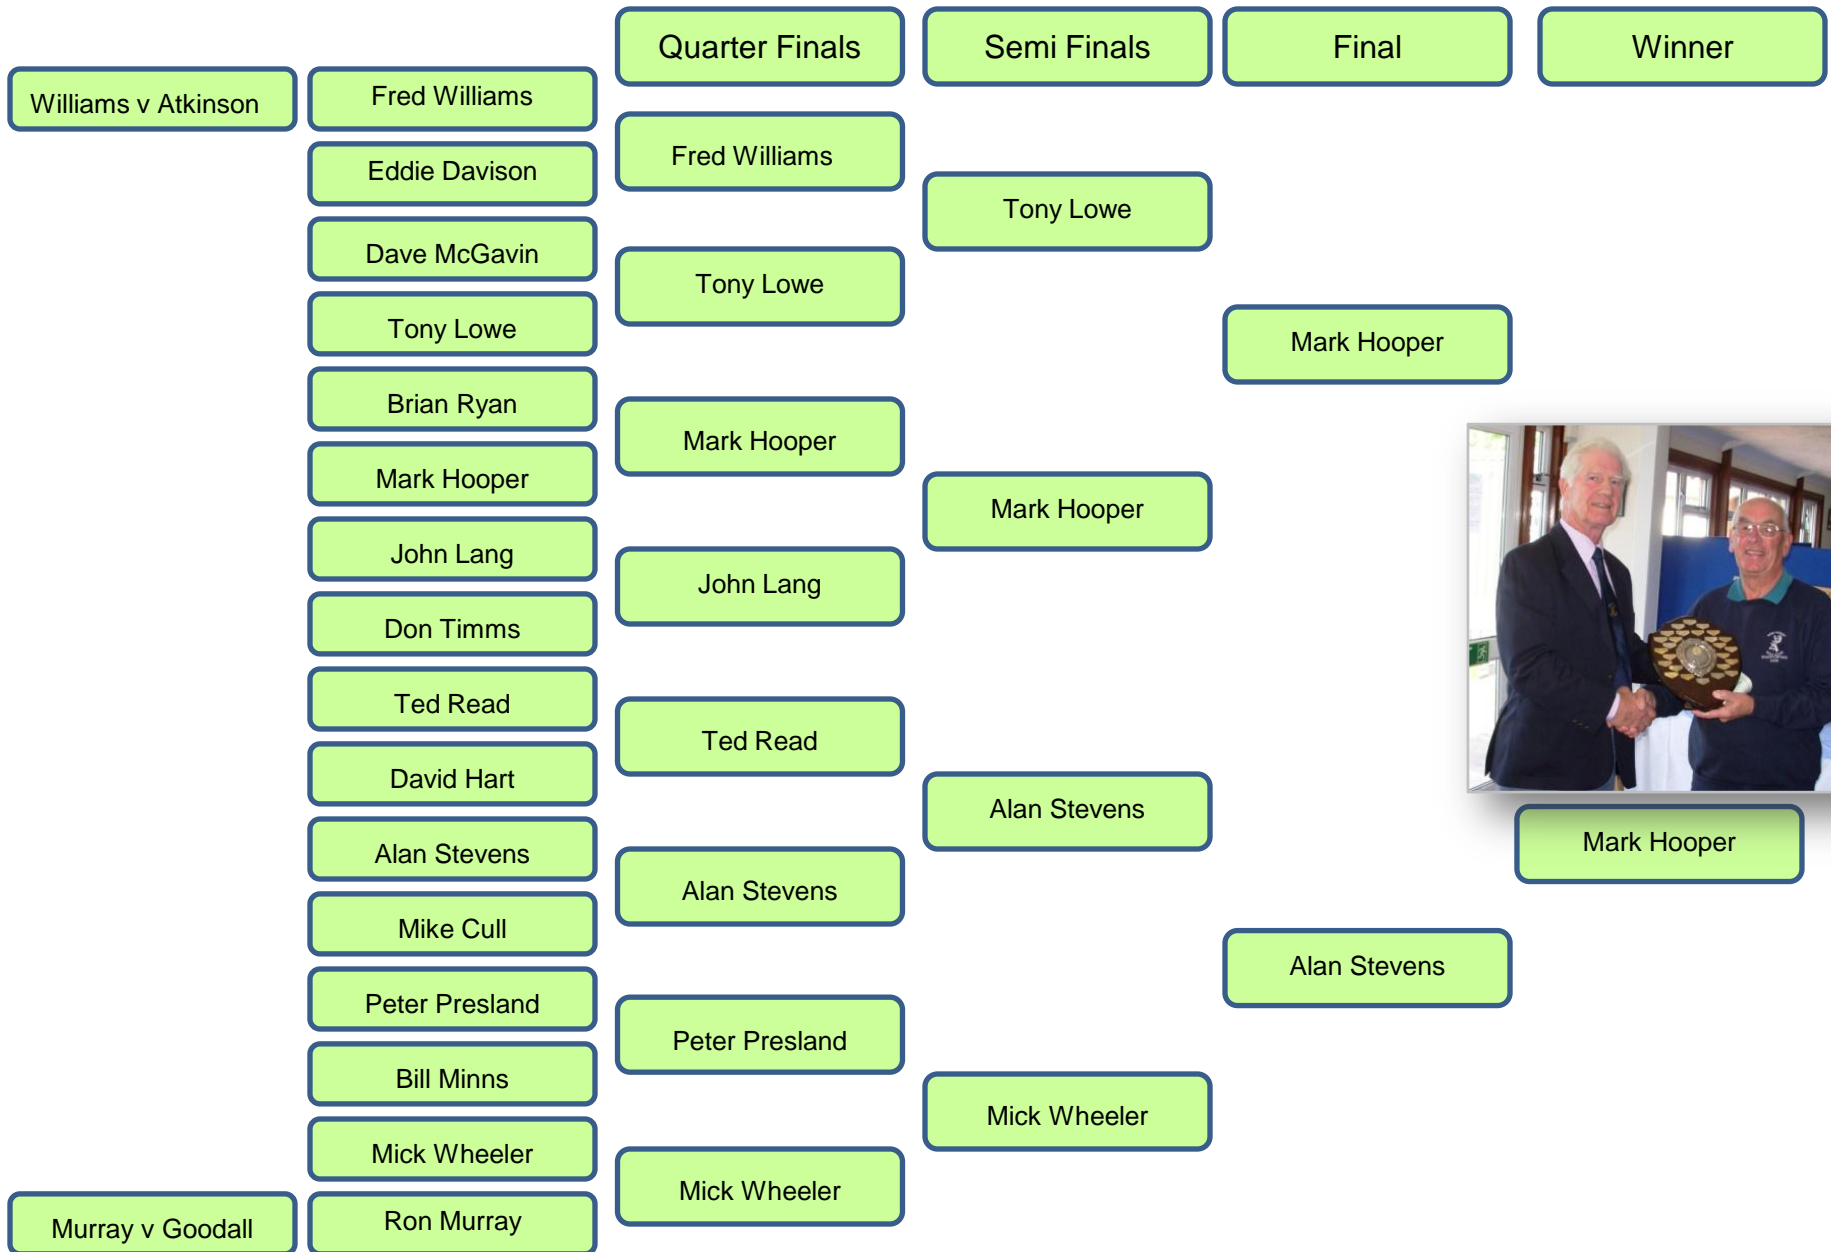 Quarter Finals
Semi Finals
Final
Winner
Williams v Atkinson
Fred Williams
Eddie Davison
Dave McGavin
Tony Lowe
Brian Ryan
Mark Hooper
John Lang
Don Timms
Ted Read
David Hart
Alan Stevens
Mike Cull
Peter Presland
Bill Minns
Mick Wheeler
Murray v Goodall
Ron Murray
Fred Williams
Tony Lowe
Mark Hooper
John Lang
Ted Read
Alan Stevens
Peter Presland
Mick Wheeler
Tony Lowe
Mark Hooper
Alan Stevens
Mick Wheeler
Mark Hooper
Alan Stevens
Mark Hooper